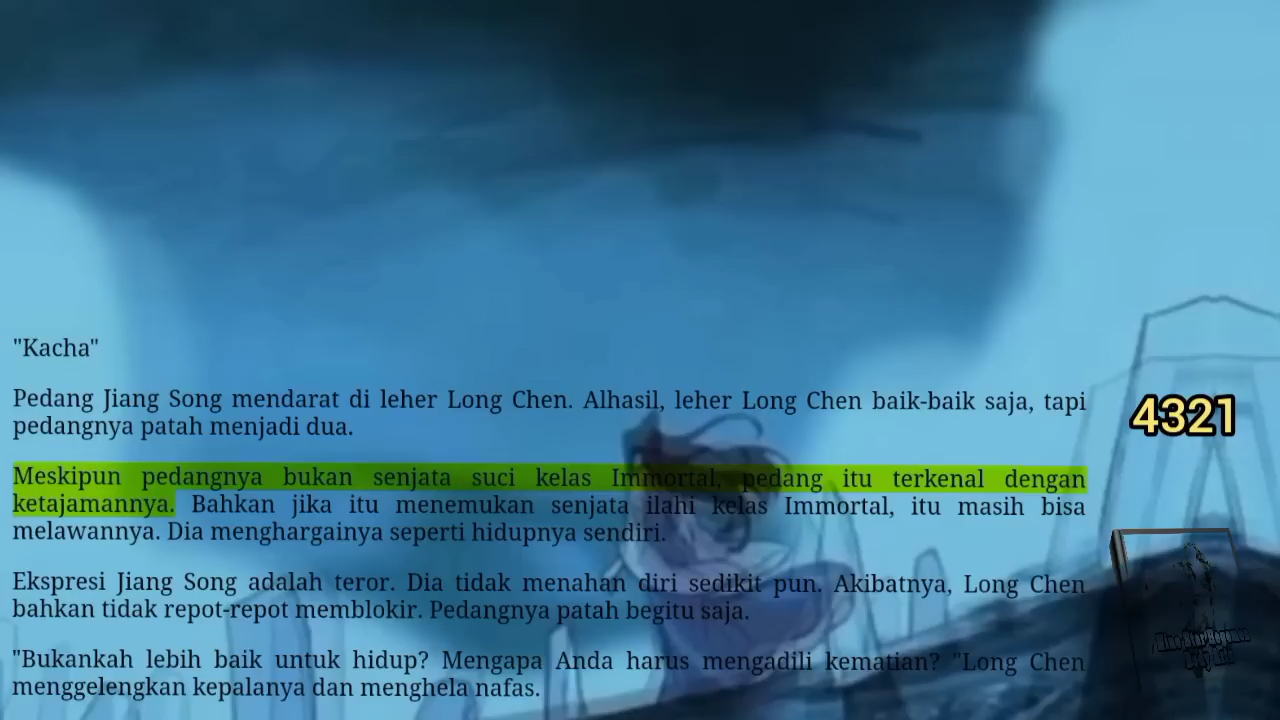 "Kacha"
Pedang Jiang Song mendarat di leher Long Chen. Alhasil, leher Long Chen baik-baik saja, tapi
pedangnya patah menjadi dua.
Meskipun pedangnya bukan senjata suci kelas Immortal, pedang itu terkenal dengan
ketajamannya. Bahkan jika itu menemukan senjata ilahi kelas Immortal, itu masih bisa
melawannya. Dia menghargainya seperti hidupnya sendiri.
Ekspresi Jiang Song adalah teror. Dia tidak menahan diri sedikit pun. Akibatnya, Long Chen
bahkan tidak repot-repot memblokir. Pedangnya patah begitu saja.
"Bukankah lebih baik untuk hidup? Mengapa Anda harus mengadili kematian? "Long Chen
menggelengkan kepalanya dan menghela nafas.
4321